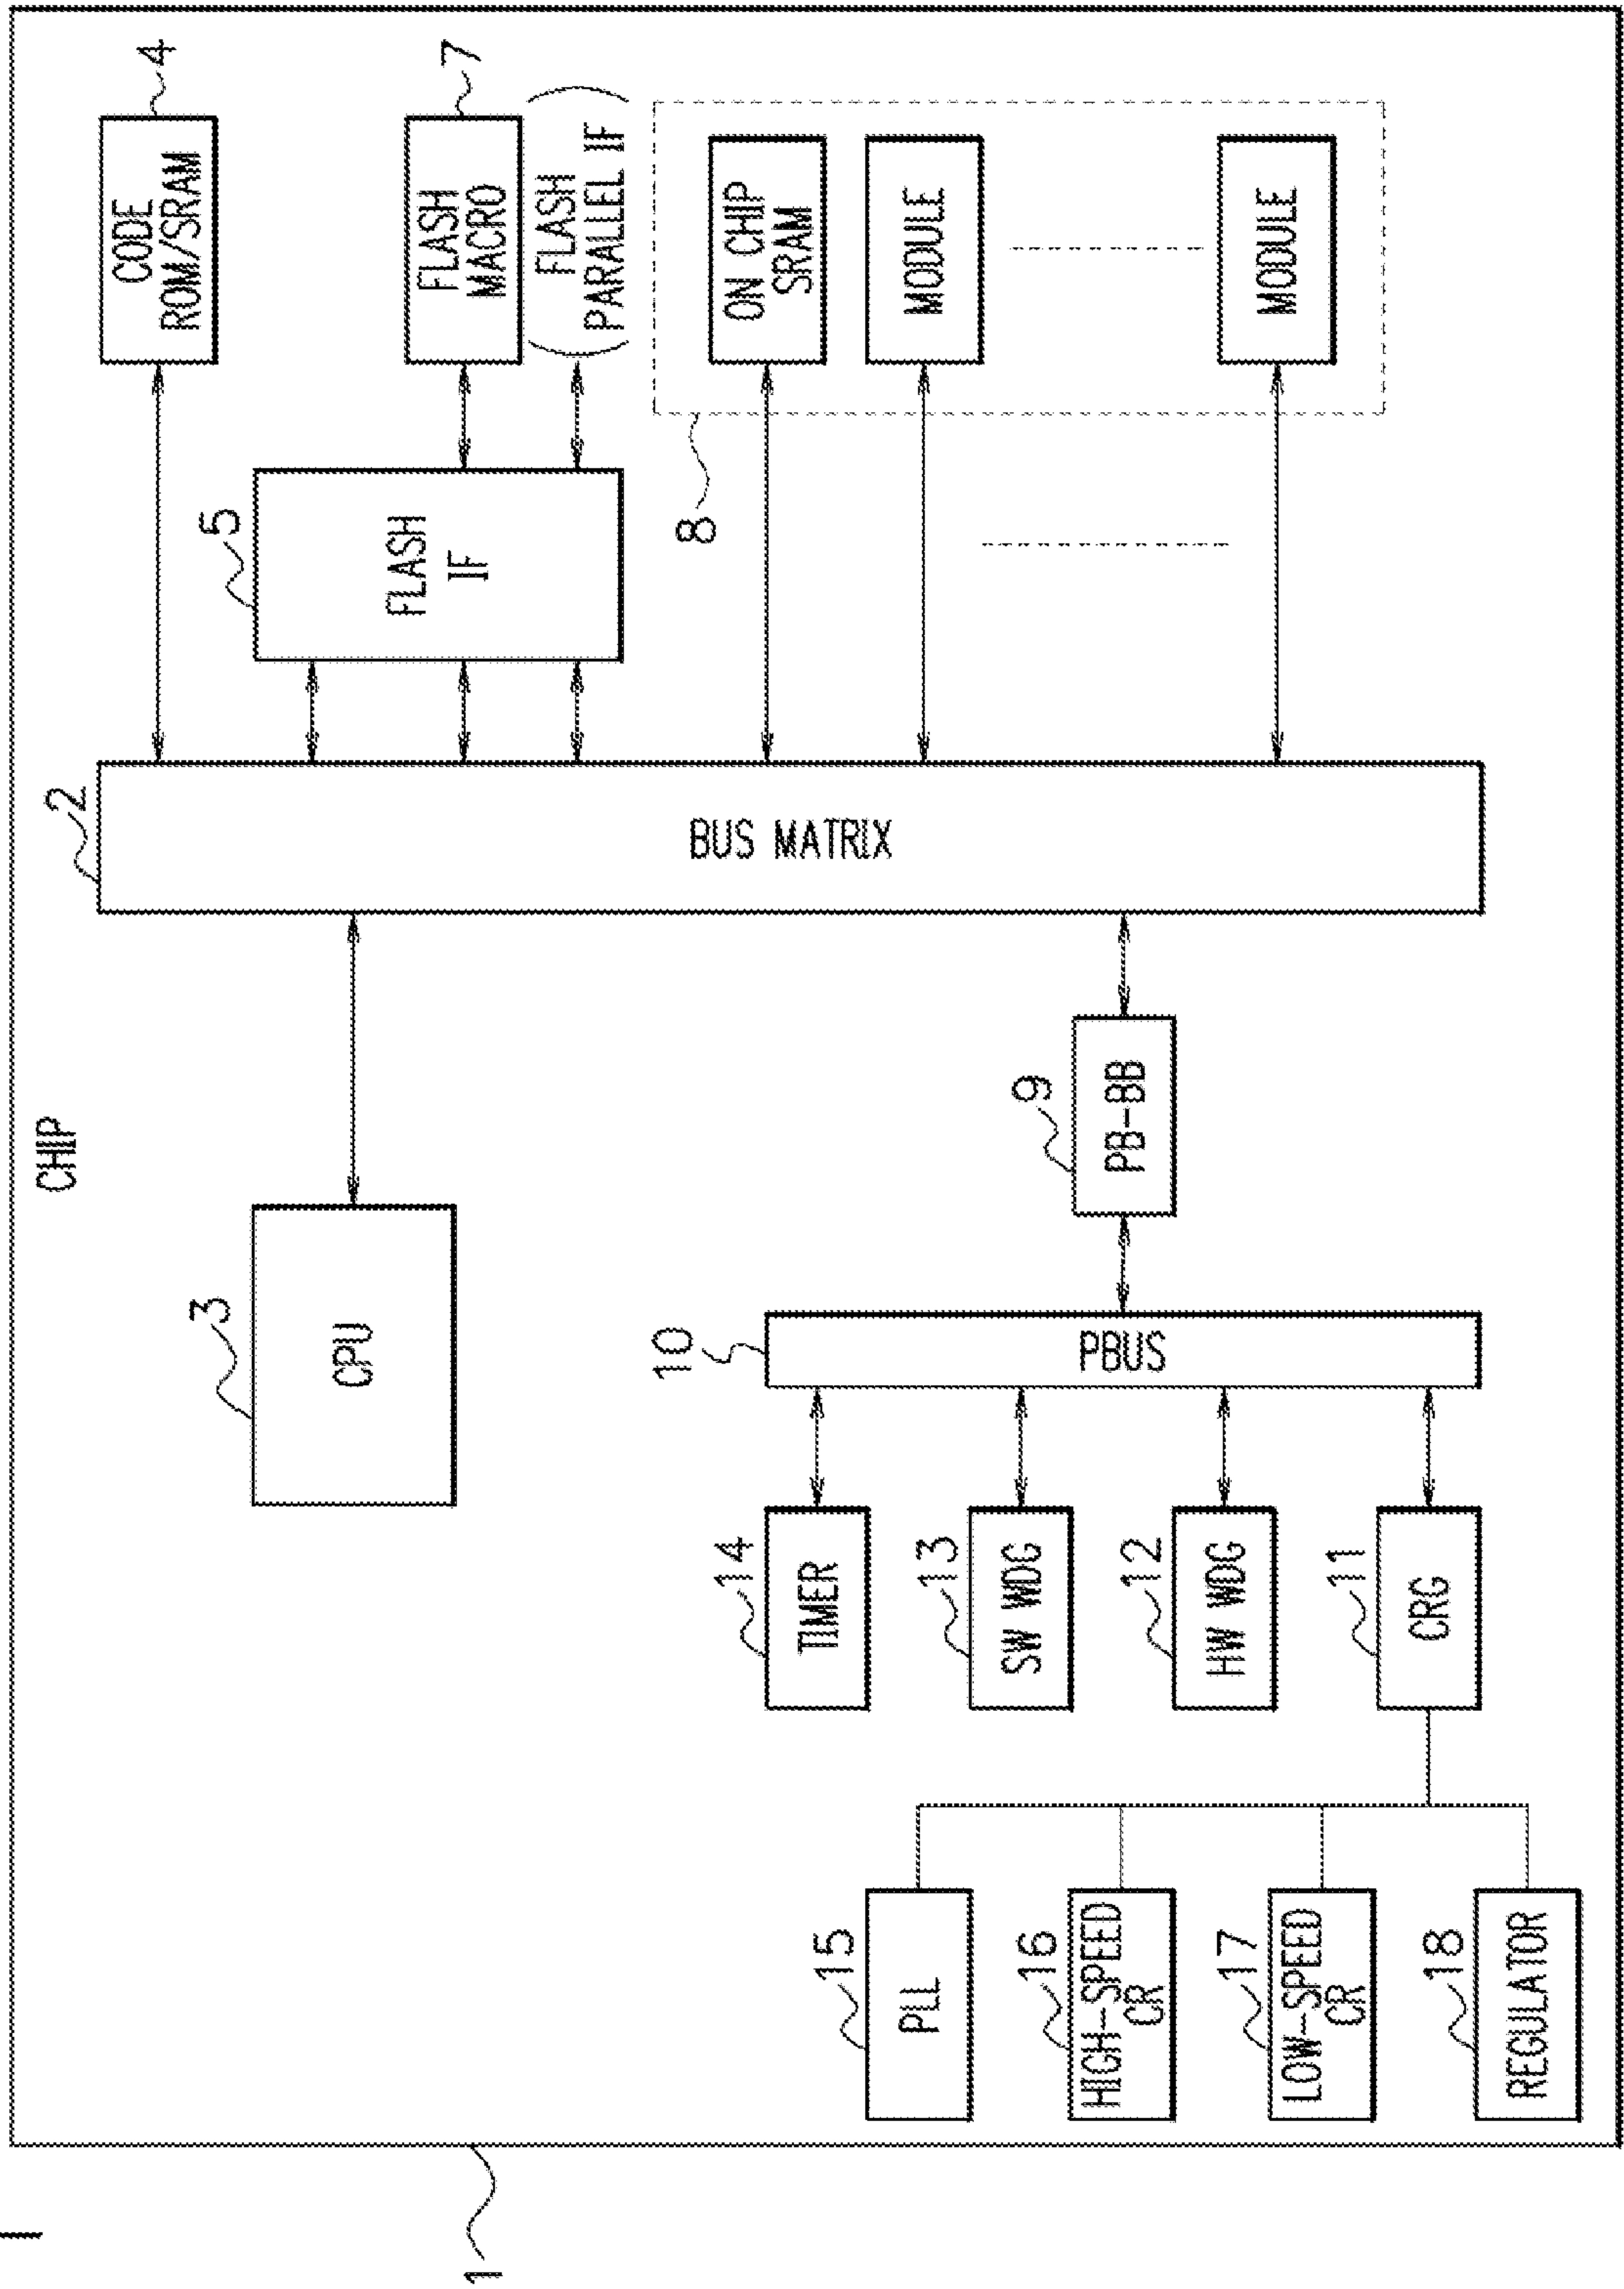 CHIP
1
3
CPU
2
BUS MATRIX
4
CODE
ROM/SRAM
5
FLASH
IF
7
FLASH
MACRO
FLASH
PARALLEL IF
8
ON CHIP
SRAM
MODULE
MODULE
9
PB-BB
10
PBUS
14
TIMER
13
SW WDG
12
HW WDG
11
CRG
15
PLL
16
HIGH-SPEED
CR
17
LOW-SPEED
CR
18
REGULATOR